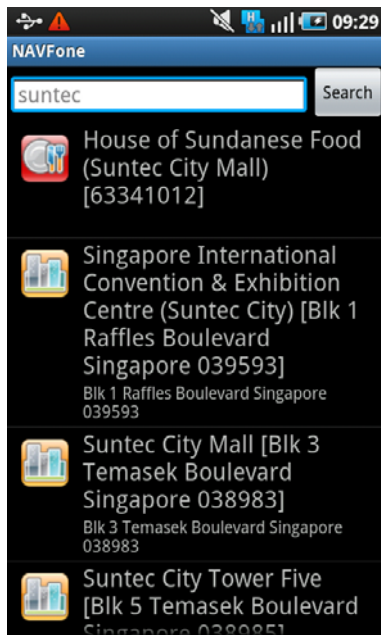 09:29
NAVFone
suntec
Search
House of Sundanese Food
(Suntec City Mall)
[63341012]
Singapore International
Convention & Exhibition
Centre (Suntec City) [Blk 1
Raffles Boulevard
Singapore 039593]
Blk 1 Raffles Boulevard Singapore
039593
Suntec City Mall [Blk 3
Temasek Boulevard
Singapore 038983]
Blk 3 Temasek Boulevard Singapore
038983
Suntec City Tower Five
[Blk 5 Temasek Boulevard
Singapore 038985]